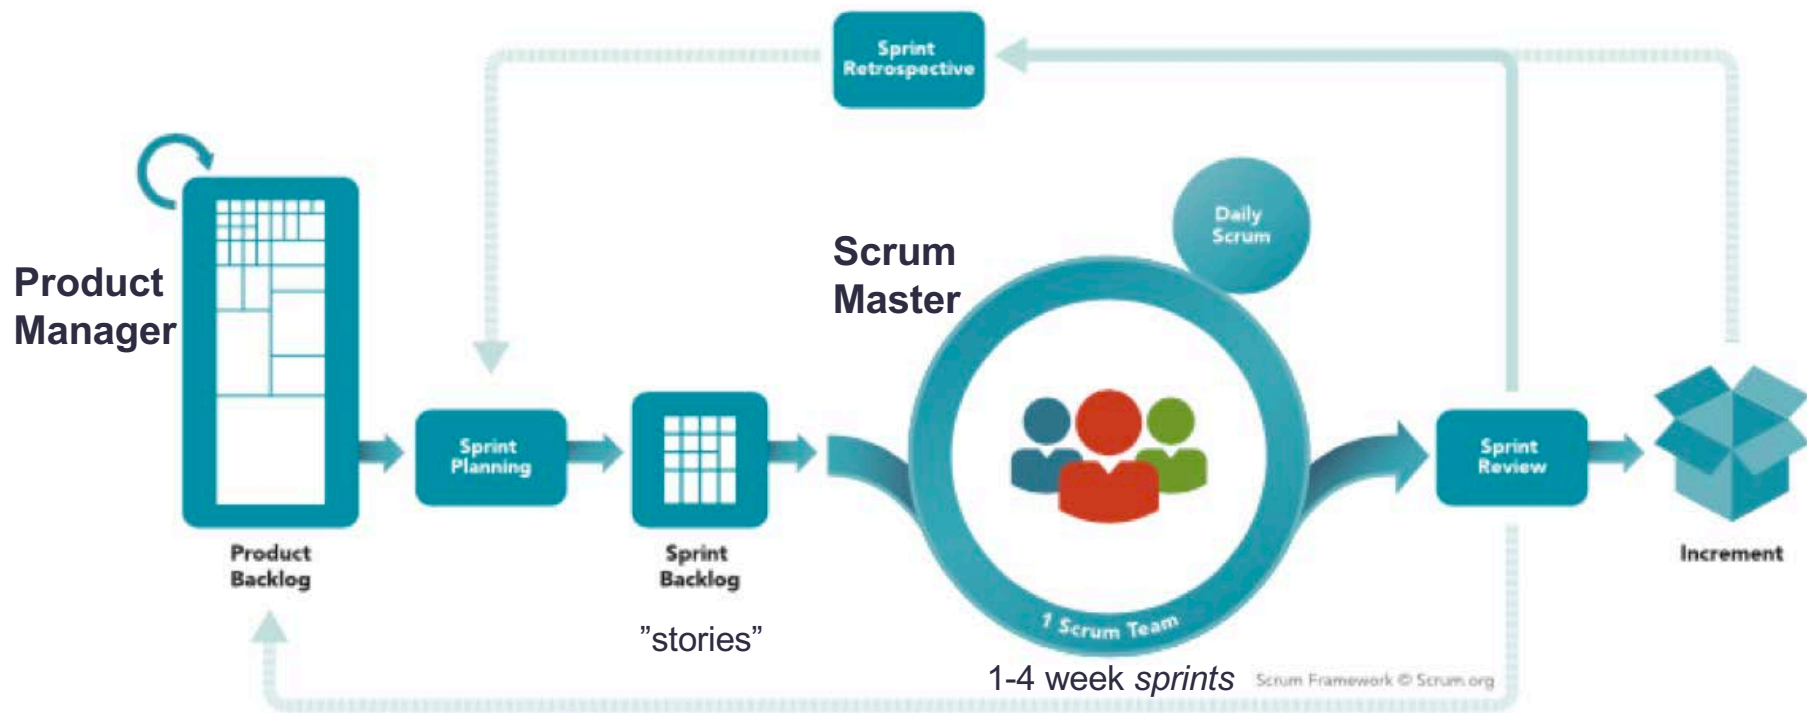 Sprint
Retrospective
Daily
Scrum
Scrum
Master
Product
Manager
Sprint
Planning
Sprint
Review
Product
Backlog
Sprint
Backlog
Increment
”stories”
1 Scrum Team
1-4 week sprints
Scrum Framework © Scrum.org